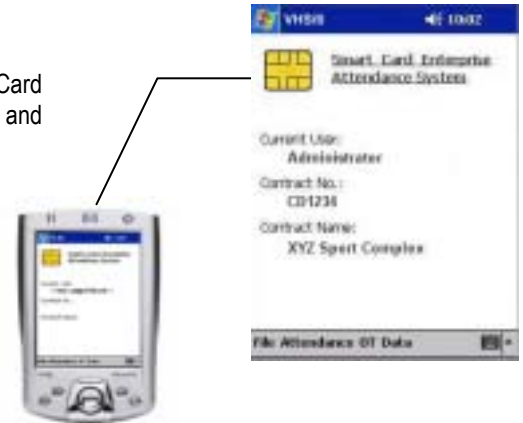 Card
and
VHSIS 10:02
Smart Card Enterprise
Attendance System
Current User:
Administrator
Contract No.:
CD1234
Contract Name:
XYZ Sport Complex
File Attendance OT Data